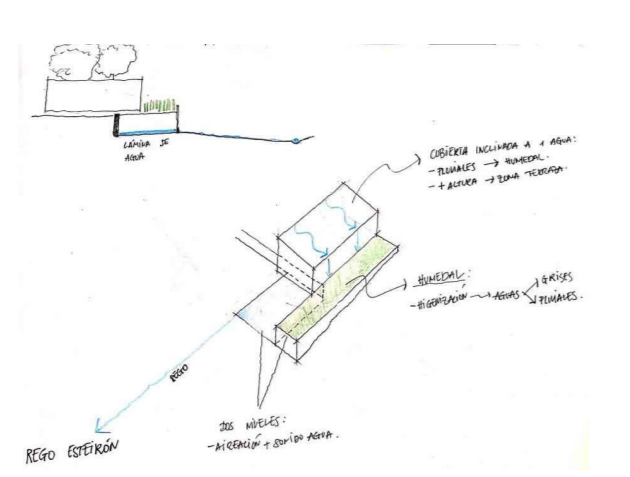 LÁMINA DE
AGUA
CUBIERTA INCLINADA A 1 AGUA:
- PLUVIALES → HUMEDAL.
- + ALTURA → ZONA TERRAZA.
HUMEDAL:
- HIGENIZACIÓN → AGUAS
GRISES
PLUVIALES.
REGO
DOS NIVELES:
- AIREACIÓN + SONIDO AGUA.
REGO ESTEIRÓN